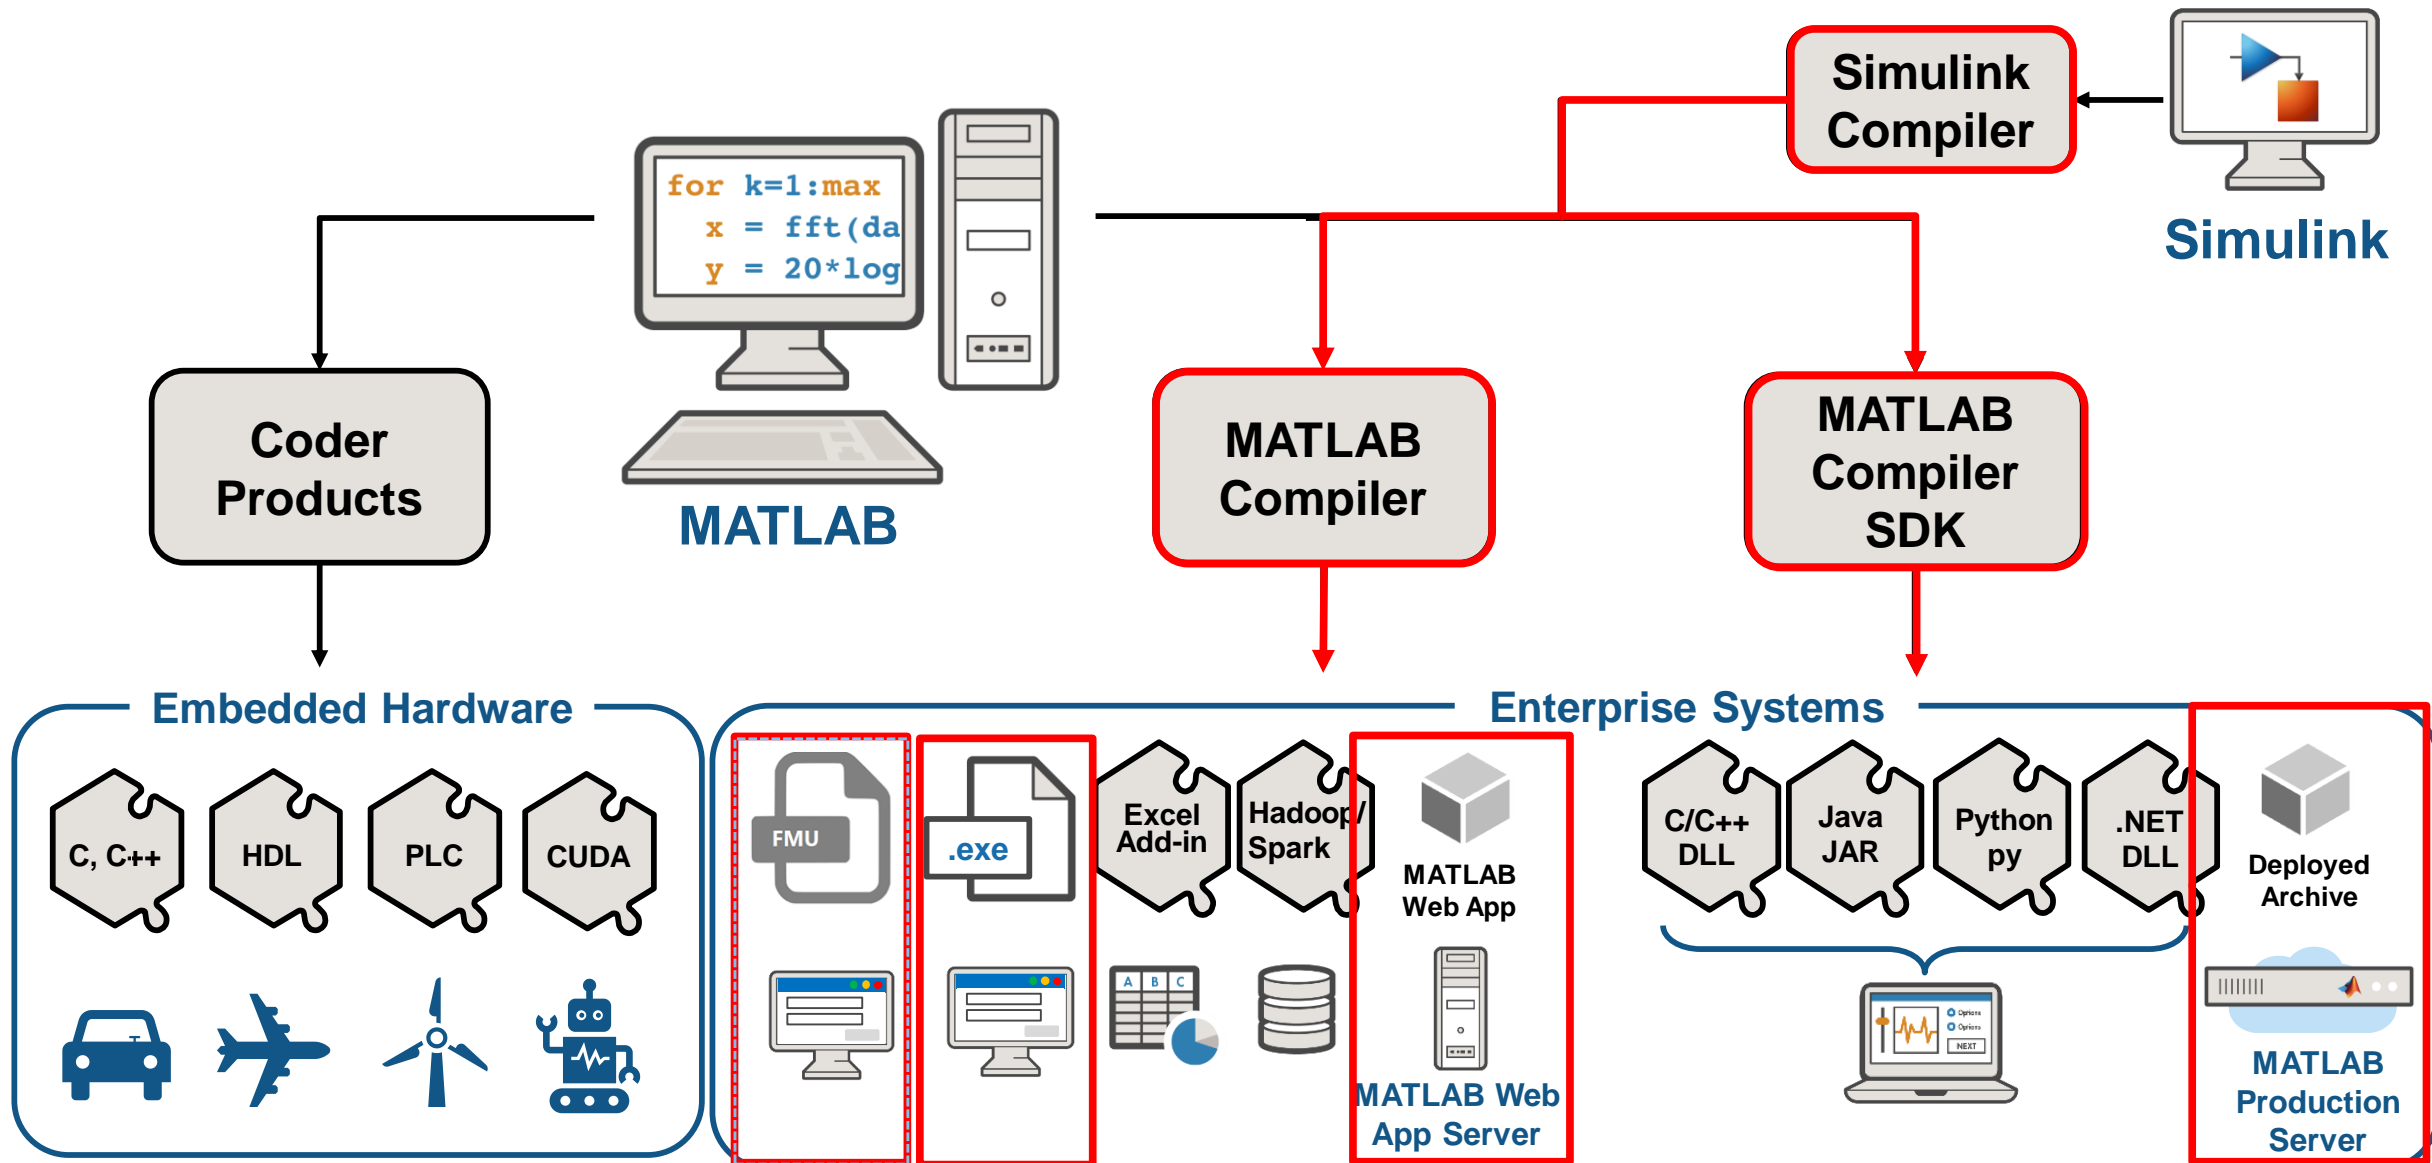 Simulink
Compiler
Simulink
for k=1:max
x = fft(da
y = 20*log
MATLAB
Coder
Products
MATLAB
Compiler
MATLAB
Compiler
SDK
Embedded Hardware
C, C++
HDL
PLC
CUDA
Enterprise Systems
FMU
.exe
Excel
Add-in
Hadoop/
Spark
MATLAB
Web App
A B C
MATLAB Web
App Server
C/C++
DLL
Java
JAR
Python
py
.NET
DLL
Options
Options
NEXT
Deployed
Archive
MATLAB
Production
Server